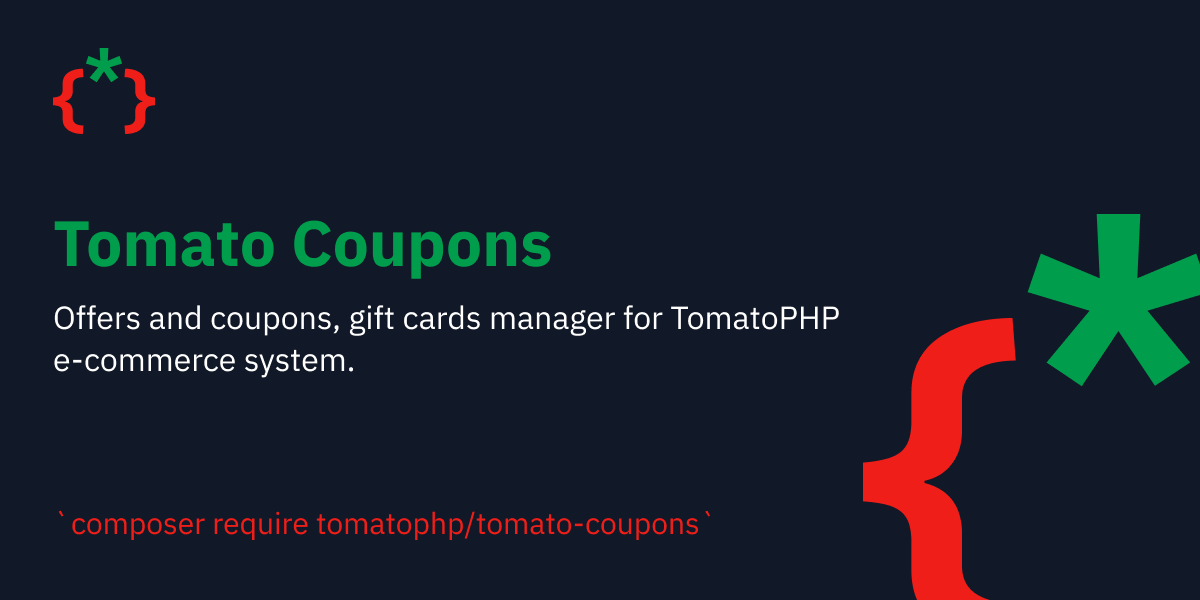 {*}
Tomato Coupons
Offers and coupons, gift cards manager for TomatoPHP
e-commerce system.
`composer require tomatophp/tomato-coupons`